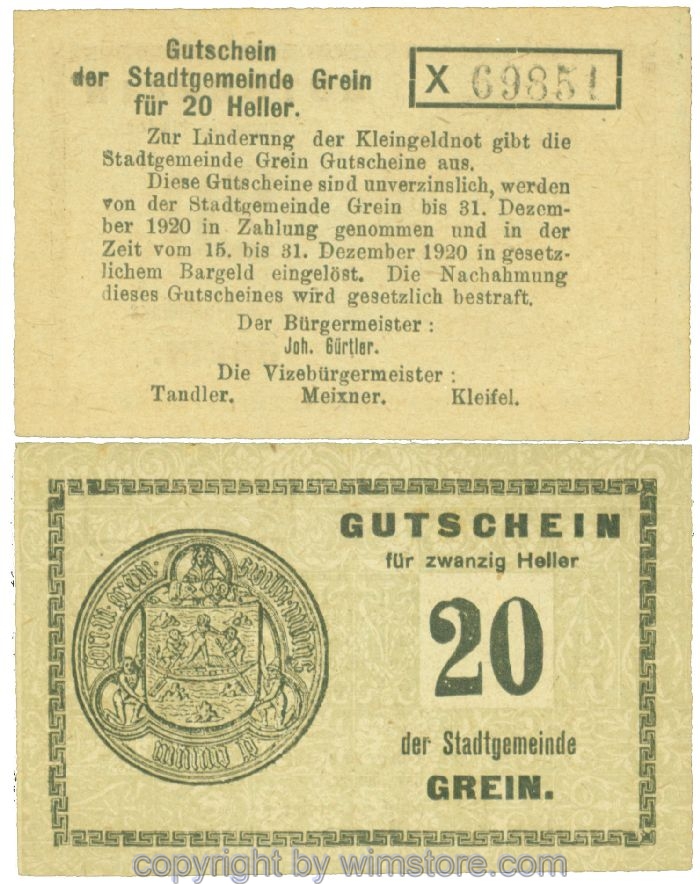 Gutschein
der Stadtgemeinde Grein
für 20 Heller.
X 69851
Zur Linderung der Kleingeldnot gibt die
Stadtgemeinde Grein Gutscheine aus.
Diese Gutscheine sind unverzinslich, werden
von der Stadtgemeinde Grein bis 31. Dezem-
ber 1920 in Zahlung genommen und in der
Zeit vom 15. bis 31. Dezember 1920 in gesetz-
lichem Bargeld eingelöst. Die Nachahmung
dieses Gutscheines wird gesetzlich bestraft.
Der Bürgermeister:
Joh. Gürtler.
Die Vizebürgermeister:
Tandler. Meixner. Kleifel.
GUTSCHEIN
für zwanzig Heller
20
der Stadtgemeinde
GREIN.
copyright by wimstore.com